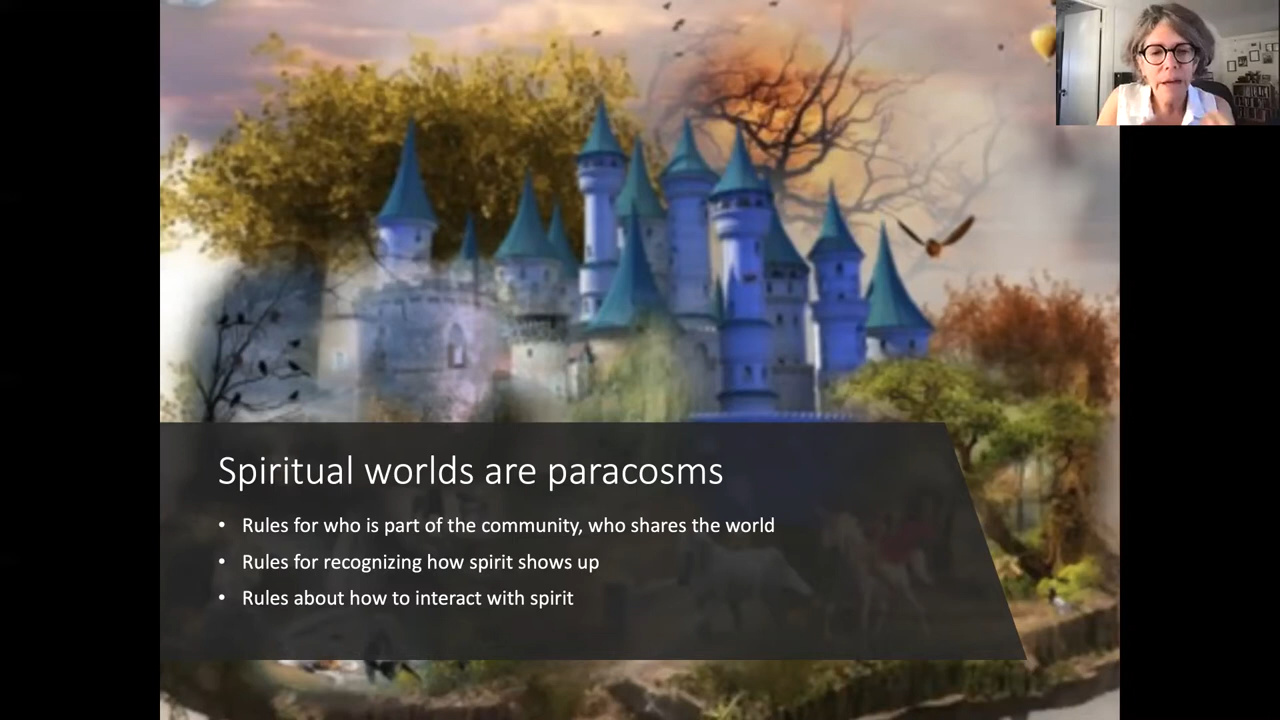 Spiritual worlds are paracosms
• Rules for who is part of the community, who shares the world
• Rules for recognizing how spirit shows up
• Rules about how to interact with spirit